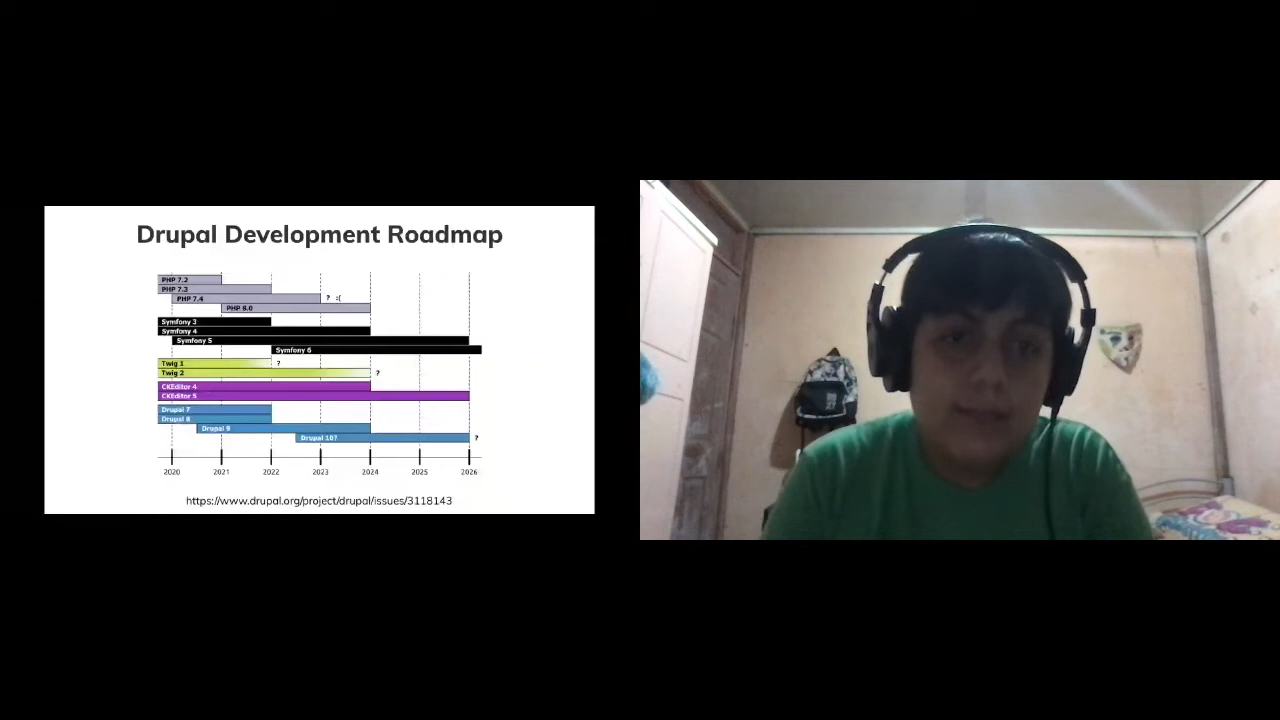 Drupal Development Roadmap
PHP 7.2
PHP 7.3
PHP 7.4
? :(
PHP 8.0
Symfony 3
Symfony 4
Symfony 5
Symfony 6
Twig 1
?
Twig 2
?
CKEditor 4
CKEditor 5
Drupal 7
Drupal 8
Drupal 9
Drupal 10?
?
2020 2021 2022 2023 2024 2025 2026
https://www.drupal.org/project/drupal/issues/3118143